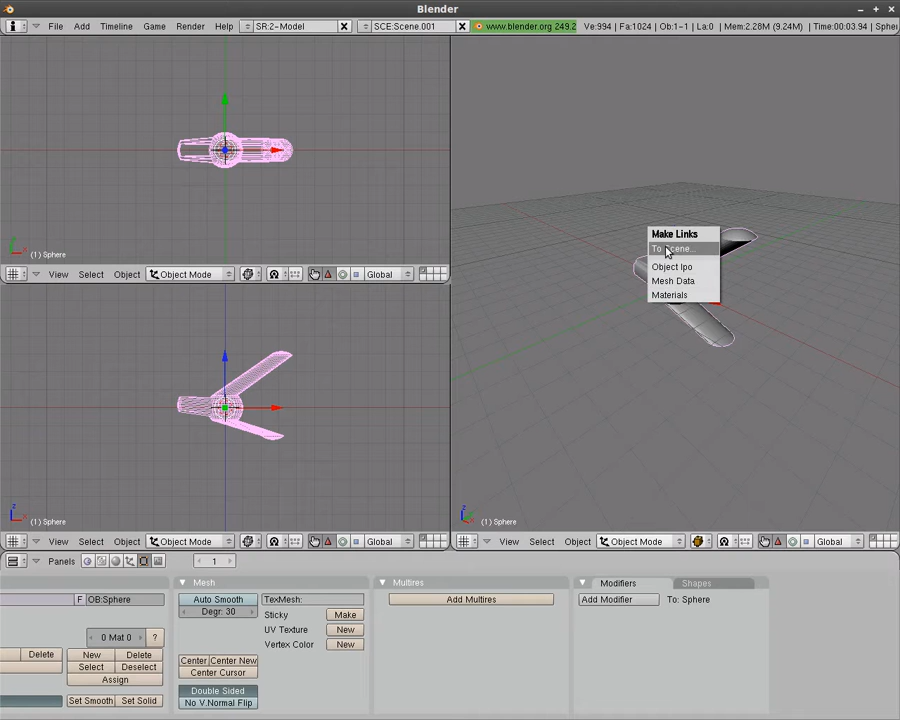 Blender
File Add Timeline Game Render Help SR:2-Model SCE:Scene.001 www.blender.org 249.2 Ve:994 | Fa:1024 | Ob:1-1 | La:0 | Mem:2.28M (9.24M) | Time:00:03.94 |
Make Links
Object Ipo
Mesh Data
Materials
z
y
x
(1) Sphere
View Select Object Mode Global
z
x
(1) Sphere
(1) Sphere
View Select Object Mode Global
View Select Object Mode Global
Panels 1
F OB:Sphere
0 Mat 0 ?
Delete New Delete
Select Deselect
Assign
Set Smooth Set Solid
Mesh
Auto Smooth
Degr: 30
TexMesh:
Sticky Make
UV Texture New
Vertex Color New
Center Center New
Center Cursor
Double Sided
No V.Normal Flip
Multires
Add Multires
Modifiers Shapes
Add Modifier To: Sphere